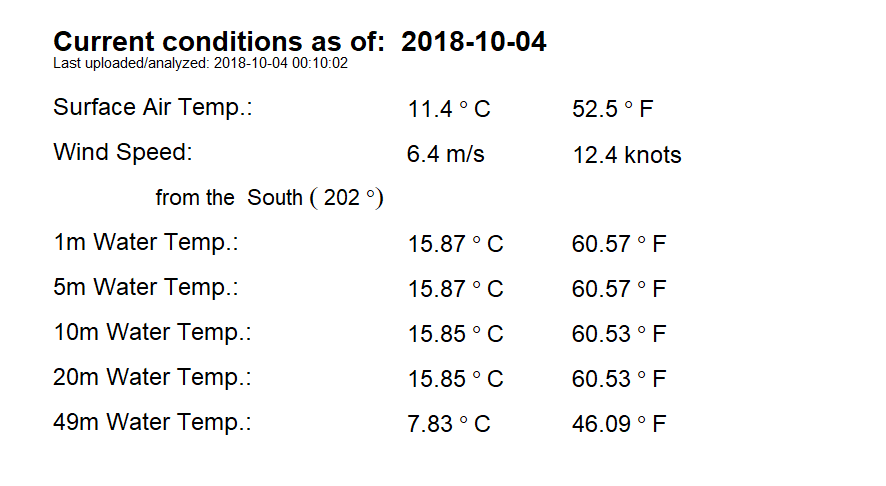 Current conditions as of:  2018-10-04
Last uploaded/analyzed: 2018-10-04 00:10:02
Surface Air Temp.: 11.4 ° C 52.5 ° F
Wind Speed: 6.4 m/s 12.4 knots
from the  South ( 202 °)
1m Water Temp.: 15.87 ° C 60.57 ° F
5m Water Temp.: 15.87 ° C 60.57 ° F
10m Water Temp.: 15.85 ° C 60.53 ° F
20m Water Temp.: 15.85 ° C 60.53 ° F
49m Water Temp.: 7.83 ° C 46.09 ° F